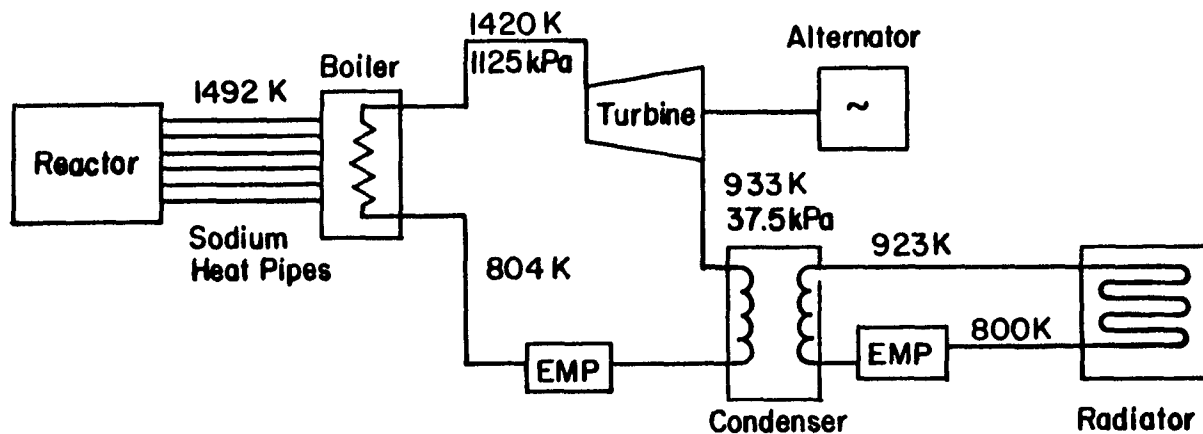 1420 K
1125 kPa
Alternator
~
Boiler
1492 K
Turbine
Reactor
Sodium
Heat Pipes
933 K
37.5 kPa
804 K
923 K
EMP
EMP
800 K
Condenser
Radiator